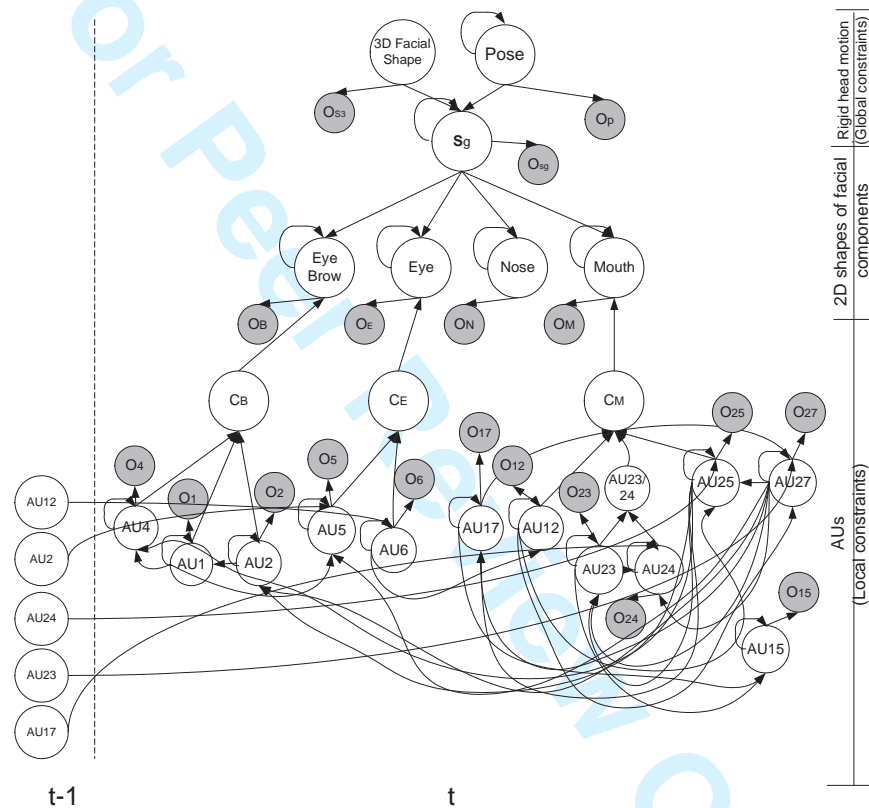 or Peer Review O
3D Facial
Shape
Pose
OS3
Op
Sg
Osg
Rigid head motion
(Global constraints)
Eye
Brow
Eye
Nose
Mouth
OB
OE
ON
OM
2D shapes of facial
components
CB
CE
CM
O4
O1
O2
O5
O6
O17
O12
O23
O25
O27
AU23/
24
AU25
AU27
AU12
AU4
AU1
AU2
AU5
AU6
AU17
AU12
AU23
AU24
O24
O15
AU15
AU2
AU24
AU23
AU17
AUs
(Local constraints)
t-1
t